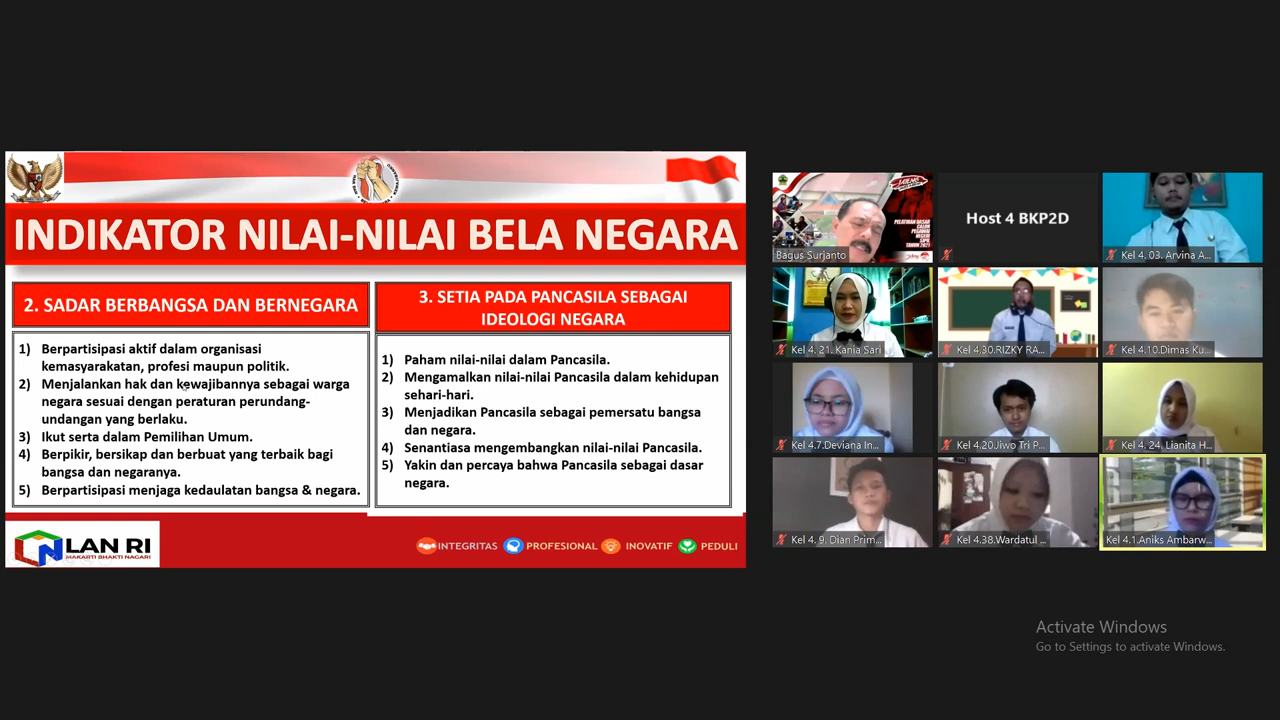 INDIKATOR NILAI-NILAI BELA NEGARA
2. SADAR BERBANGSA DAN BERNEGARA
1) Berpartisipasi aktif dalam organisasi
kemasyarakatan, profesi maupun politik.
2) Menjalankan hak dan kewajibannya sebagai warga
negara sesuai dengan peraturan perundang-
undangan yang berlaku.
3) Ikut serta dalam Pemilihan Umum.
4) Berpikir, bersikap dan berbuat yang terbaik bagi
bangsa dan negaranya.
5) Berpartisipasi menjaga kedaulatan bangsa & negara.
3. SETIA PADA PANCASILA SEBAGAI
IDEOLOGI NEGARA
1) Paham nilai-nilai dalam Pancasila.
2) Mengamalkan nilai-nilai Pancasila dalam kehidupan
sehari-hari.
3) Menjadikan Pancasila sebagai pemersatu bangsa
dan negara.
4) Senantiasa mengembangkan nilai-nilai Pancasila.
5) Yakin dan percaya bahwa Pancasila sebagai dasar
negara.
LAN RI
MAKARTI BHAKTI NAGARI
INTEGRITAS PROFESIONAL INOVATIF PEDULI
PELATIHAN DASAR
CALON
PEGAWAI
NEGERI
SIPIL
TAHUN 2021
Bagus Surjanto
Host 4 BKP2D
Kel 4. 03. Arvina A...
Kel 4. 21. Kania Sari
Kel 4.30.RIZKY RA...
Kel 4.10.Dimas Ku...
Kel 4.7.Deviana In...
Kel 4.20.Jiwo Tri P...
Kel 4. 24. Lianita H...
Kel 4. 9. Dian Prim...
Kel 4.38.Wardatul ...
Kel 4.1.Aniks Ambarw...
Activate Windows
Go to Settings to activate Windows.